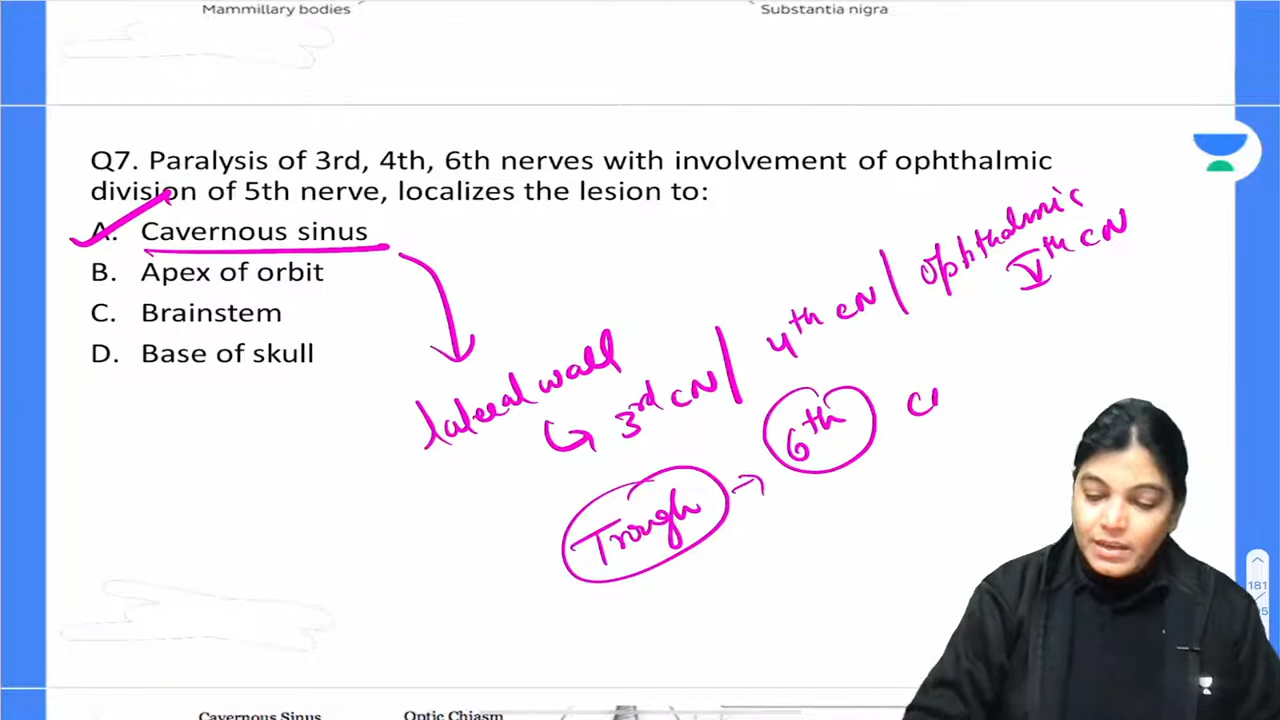 Mammillary bodies
Substantia nigra
Q7. Paralysis of 3rd, 4th, 6th nerves with involvement of ophthalmic
division of 5th nerve, localizes the lesion to:
A. Cavernous sinus
B. Apex of orbit
C. Brainstem
D. Base of skull
lateral wall
3rd CN / 4th CN / ophthalmic
Vth CN
Trough → 6th C
181
Cavernous Sinus
Optic Chiasm